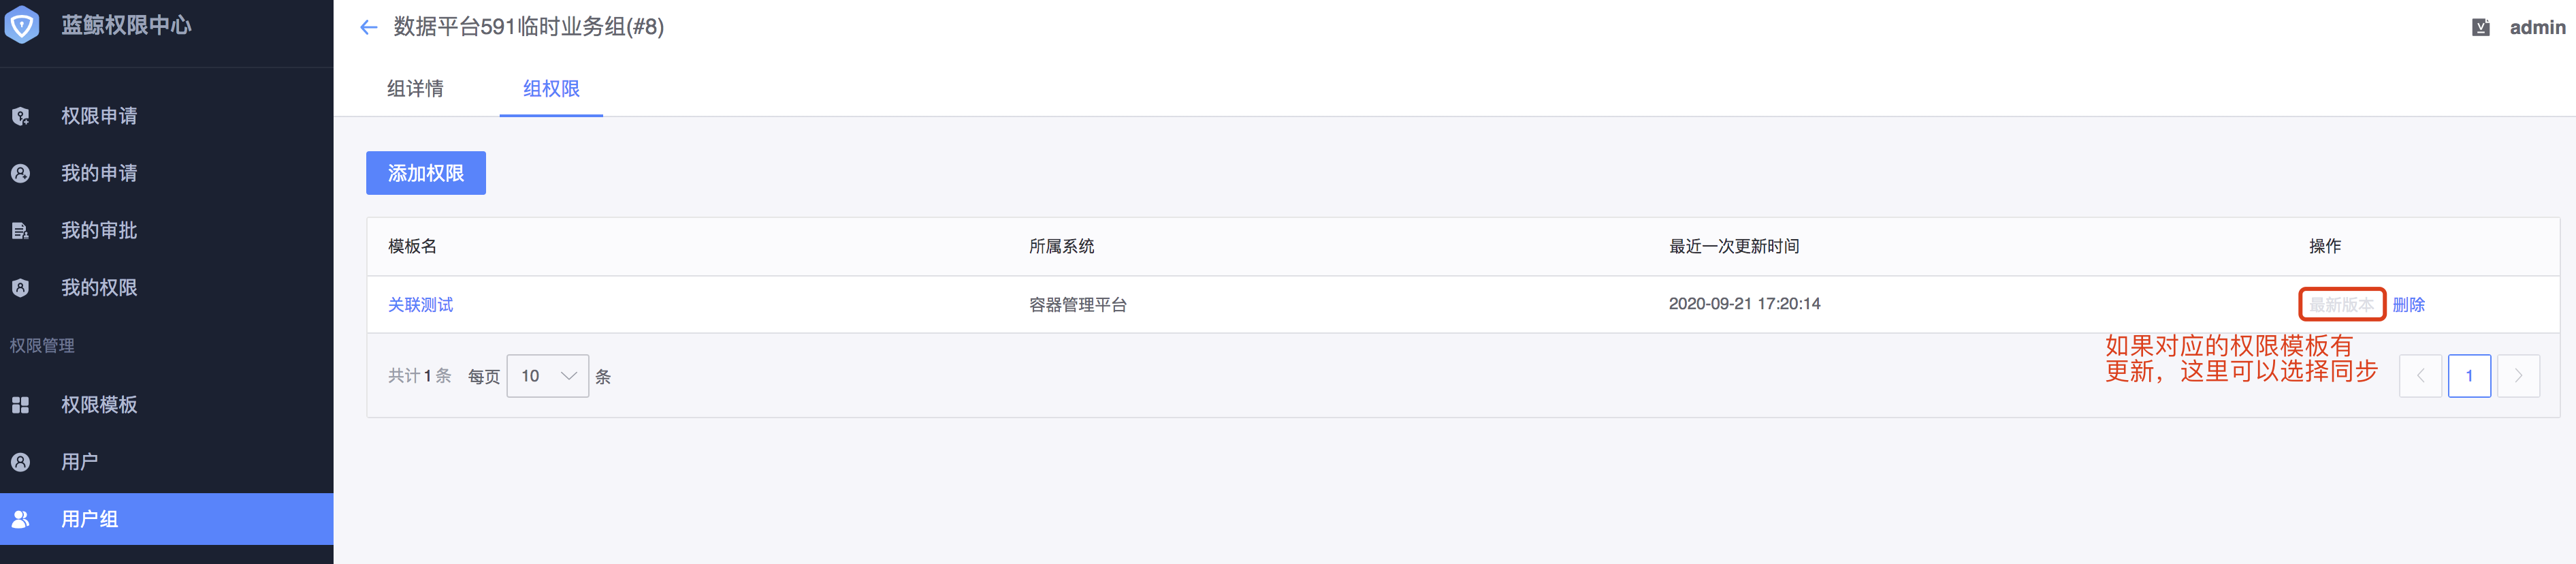 蓝鲸权限中心
数据平台591临时业务组(#8)
admin
组详情
组权限
权限申请
我的申请
我的审批
我的权限
权限管理
权限模板
用户
用户组
添加权限
模板名
所属系统
最近一次更新时间
操作
关联测试
容器管理平台
2020-09-21 17:20:14
最新版本
删除
如果对应的权限模板有
更新，这里可以选择同步
共计1条 每页 10 条
1